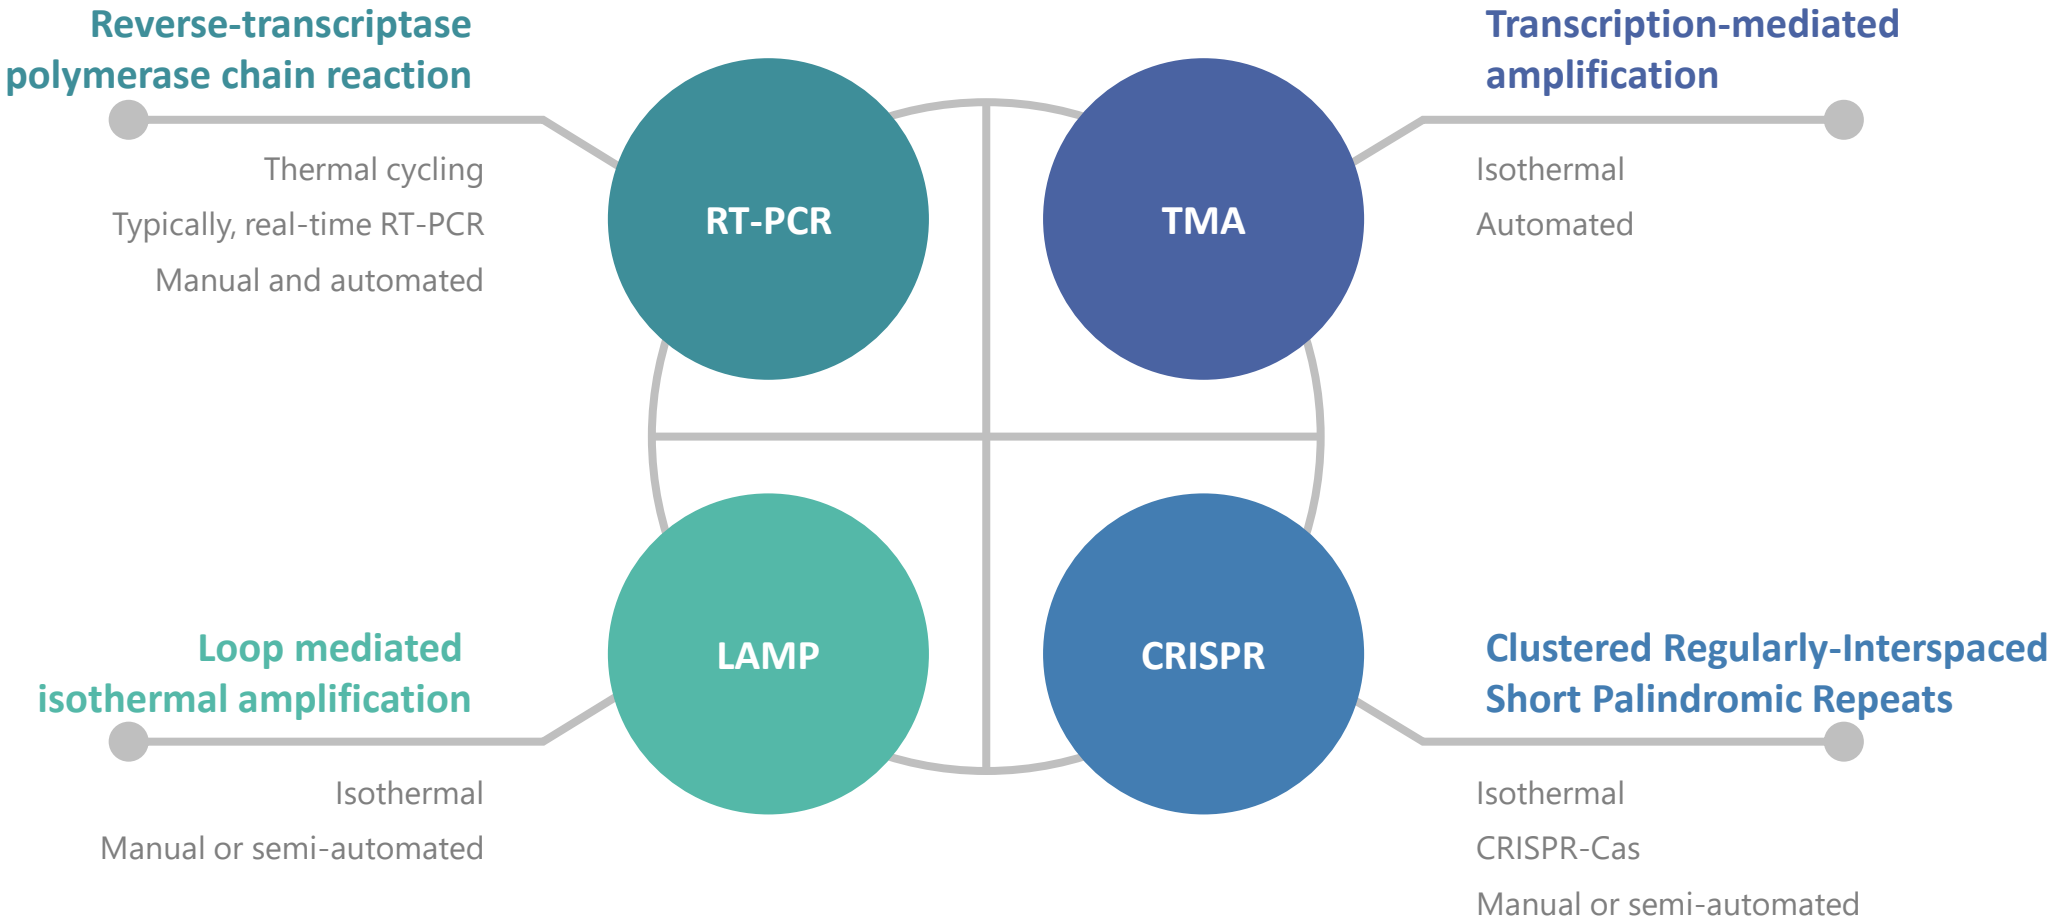 Reverse-transcriptase
polymerase chain reaction
Thermal cycling
Typically, real-time RT-PCR
Manual and automated
RT-PCR
TMA
Transcription-mediated
amplification
Isothermal
Automated
Loop mediated
isothermal amplification
Isothermal
Manual or semi-automated
LAMP
CRISPR
Clustered Regularly-Interspaced
Short Palindromic Repeats
Isothermal
CRISPR-Cas
Manual or semi-automated